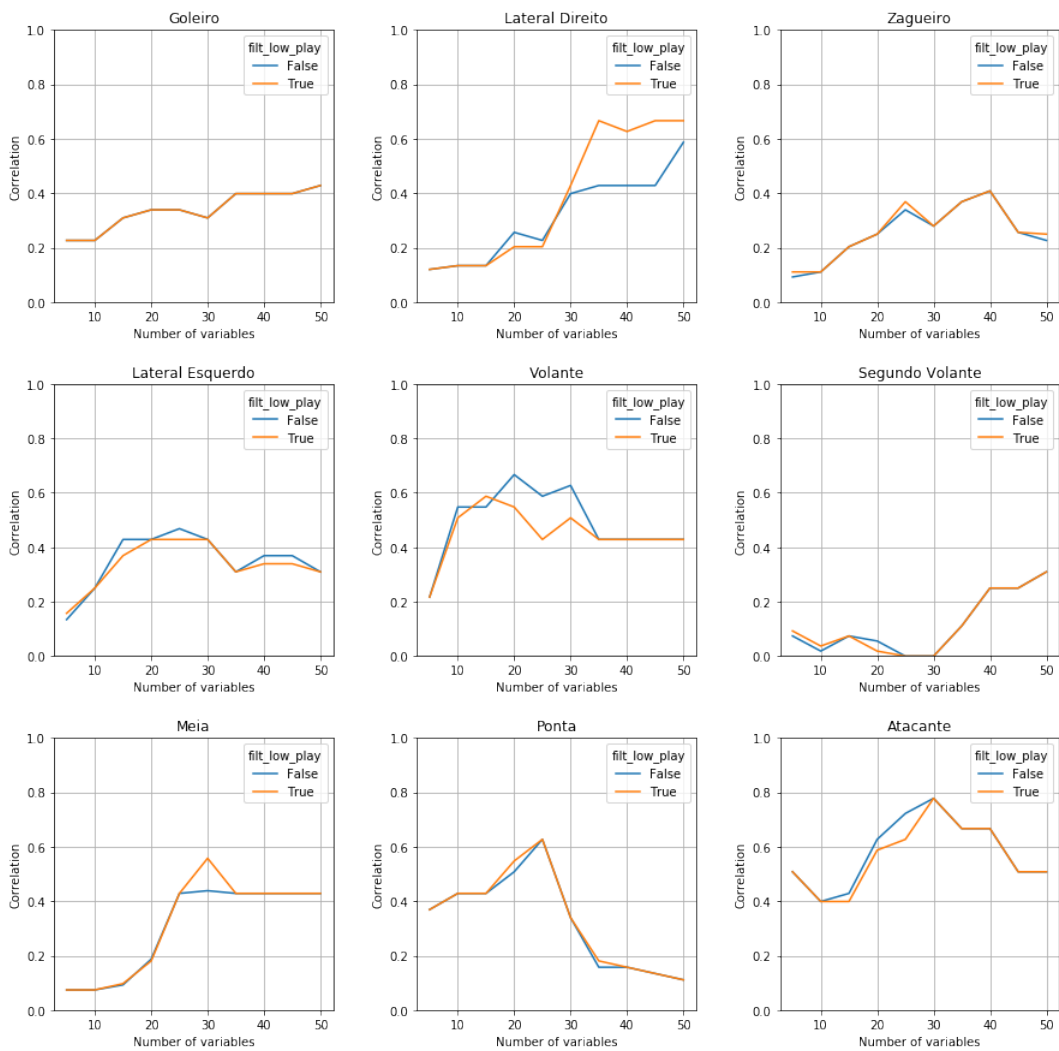 Goleiro
1.0
0.8
0.6
0.4
0.2
0.0
Correlation
filt_low_play
False
True
10 20 30 40 50
Number of variables
Lateral Direito
1.0
0.8
0.6
0.4
0.2
0.0
Correlation
filt_low_play
False
True
10 20 30 40 50
Number of variables
Zagueiro
1.0
0.8
0.6
0.4
0.2
0.0
Correlation
filt_low_play
False
True
10 20 30 40 50
Number of variables
Lateral Esquerdo
1.0
0.8
0.6
0.4
0.2
0.0
Correlation
filt_low_play
False
True
10 20 30 40 50
Number of variables
Volante
1.0
0.8
0.6
0.4
0.2
0.0
Correlation
filt_low_play
False
True
10 20 30 40 50
Number of variables
Segundo Volante
1.0
0.8
0.6
0.4
0.2
0.0
Correlation
filt_low_play
False
True
10 20 30 40 50
Number of variables
Meia
1.0
0.8
0.6
0.4
0.2
0.0
Correlation
filt_low_play
False
True
10 20 30 40 50
Number of variables
Ponta
1.0
0.8
0.6
0.4
0.2
0.0
Correlation
filt_low_play
False
True
10 20 30 40 50
Number of variables
Atacante
1.0
0.8
0.6
0.4
0.2
0.0
Correlation
filt_low_play
False
True
10 20 30 40 50
Number of variables